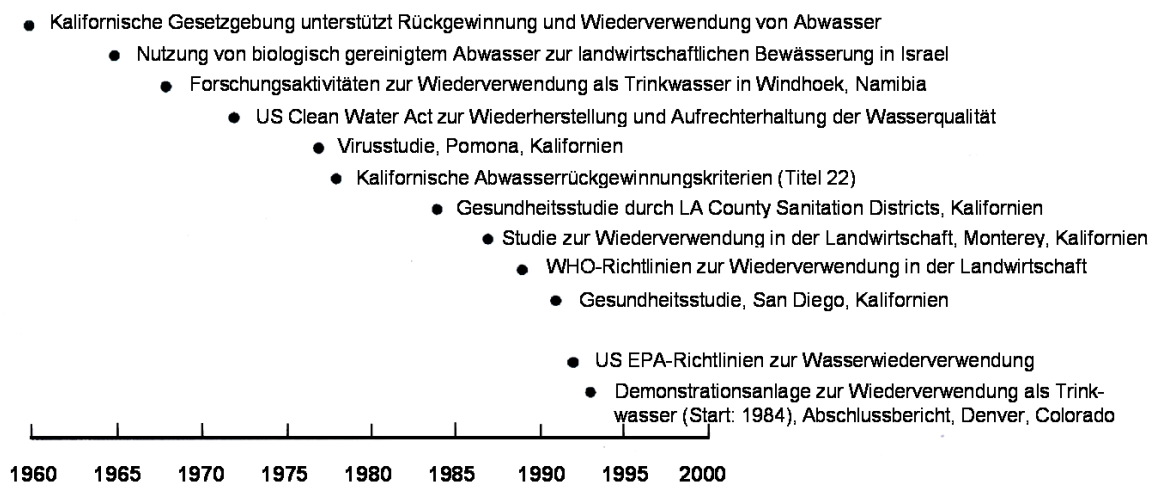 Kalifornische Gesetzgebung unterstützt Rückgewinnung und Wiederverwendung von Abwasser
Nutzung von biologisch gereinigtem Abwasser zur landwirtschaftlichen Bewässerung in Israel
Forschungsaktivitäten zur Wiederverwendung als Trinkwasser in Windhoek, Namibia
US Clean Water Act zur Wiederherstellung und Aufrechterhaltung der Wasserqualität
Virusstudie, Pomona, Kalifornien
Kalifornische Abwasserrückgewinnungskriterien (Titel 22)
Gesundheitsstudie durch LA County Sanitation Districts, Kalifornien
Studie zur Wiederverwendung in der Landwirtschaft, Monterey, Kalifornien
WHO-Richtlinien zur Wiederverwendung in der Landwirtschaft
Gesundheitsstudie, San Diego, Kalifornien
US EPA-Richtlinien zur Wasserwiederverwendung
Demonstrationsanlage zur Wiederverwendung als Trink-
wasser (Start: 1984), Abschlussbericht, Denver, Colorado
1960 1965 1970 1975 1980 1985 1990 1995 2000